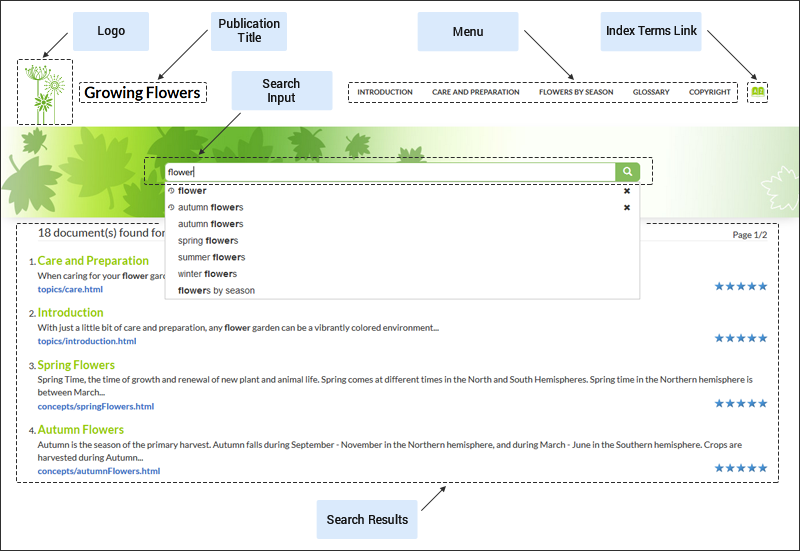 Logo
Publication
Title
Menu
Index Terms Link
Search
Input
Growing Flowers
INTRODUCTION CARE AND PREPARATION FLOWERS BY SEASON GLOSSARY COPYRIGHT
flower
flower
autumn flowers
autumn flowers
spring flowers
summer flowers
winter flowers
flowers by season
18 document(s) found for
Page 1/2
1. Care and Preparation
When caring for your flower gar
topics/care.html
2. Introduction
With just a little bit of care and preparation, any flower garden can be a vibrantly colored environment...
topics/introduction.html
3. Spring Flowers
Spring Time, the time of growth and renewal of new plant and animal life. Spring comes at different times in the North and South Hemispheres. Spring time in the Northern hemisphere is
between March...
concepts/springFlowers.html
4. Autumn Flowers
Autumn is the season of the primary harvest. Autumn falls during September - November in the Northern hemisphere, and during March - June in the Southern hemisphere. Crops are
harvested during Autumn...
concepts/autumnFlowers.html
Search Results